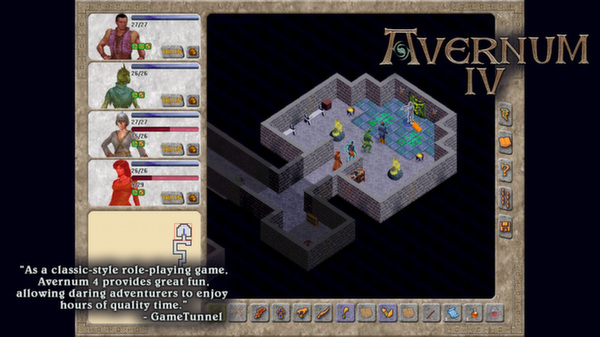 27/27
AVERNUM
IV
26/26
27/27
26/26
"As a classic-style role-playing game,
Avernum 4 provides great fun,
allowing daring adventurers to enjoy
hours of quality time."
- GameTunnel